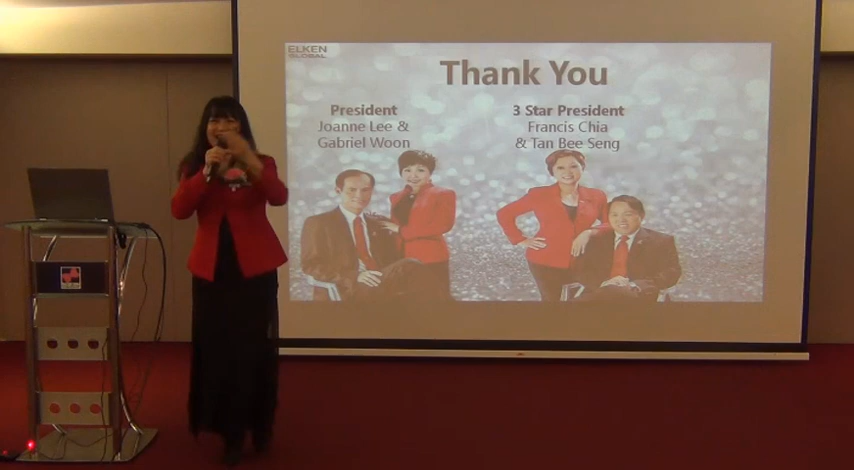 ELKEN
GLOBAL
Thank You
President
Joanne Lee &
Gabriel Woon
3 Star President
Francis Chia
& Tan Bee Seng